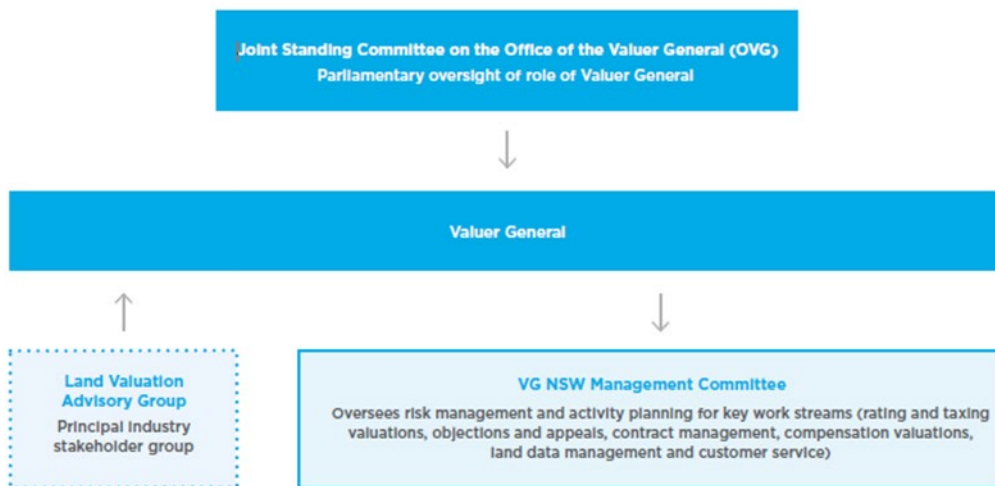 Joint Standing Committee on the Office of the Valuer General (OVG)
Parliamentary oversight of role of Valuer General
Valuer General
Land Valuation
Advisory Group
Principal industry
stakeholder group
VG NSW Management Committee
Oversees risk management and activity planning for key work streams (rating and taxing
valuations, objections and appeals, contract management, compensation valuations,
land data management and customer service)